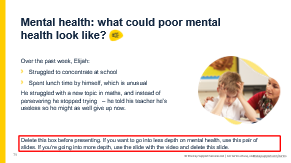 Mental health: what could poor mental
health look like?
Over the past week, Elijah:
Struggled to concentrate at school
Spent lunch time by himself, which is unusual
He struggled with a new topic in maths, and instead of
persevering he stopped trying – he told his teacher he's
useless so he might as well give up now.
Delete this box before presenting. If you want to go into less depth on mental health, use this pair of
slides. If you're going into more depth, use the slide with the video and delete this slide.